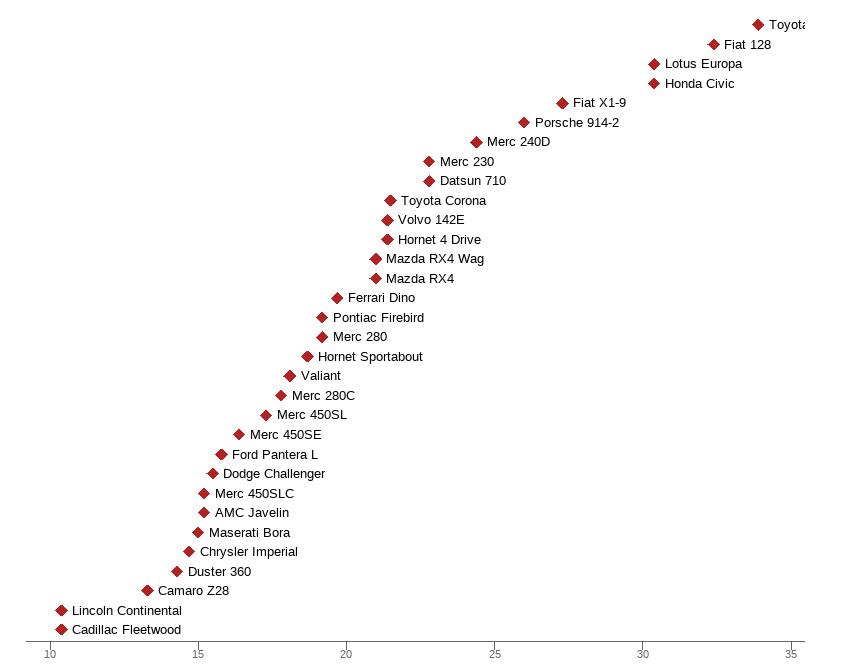 Toyota
Fiat 128
Lotus Europa
Honda Civic
Fiat X1-9
Porsche 914-2
Merc 240D
Merc 230
Datsun 710
Toyota Corona
Volvo 142E
Hornet 4 Drive
Mazda RX4 Wag
Mazda RX4
Ferrari Dino
Pontiac Firebird
Merc 280
Hornet Sportabout
Valiant
Merc 280C
Merc 450SL
Merc 450SE
Ford Pantera L
Dodge Challenger
Merc 450SLC
AMC Javelin
Maserati Bora
Chrysler Imperial
Duster 360
Camaro Z28
Lincoln Continental
Cadillac Fleetwood
10 15 20 25 30 35